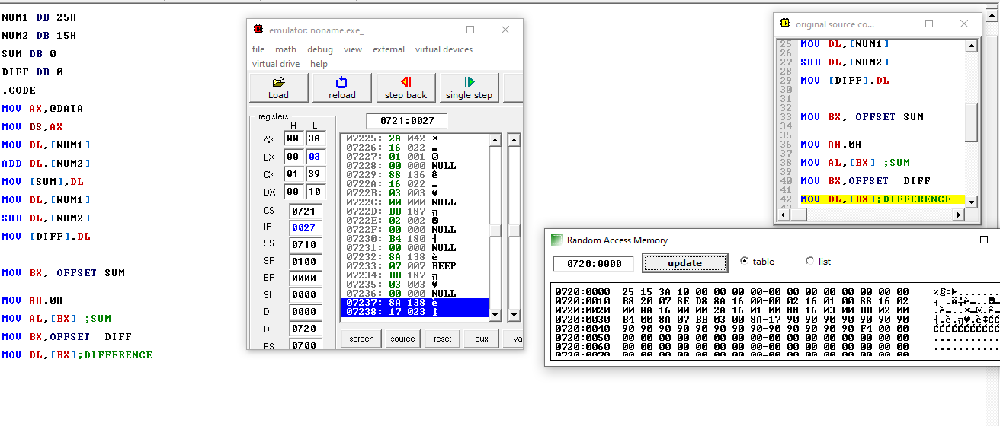 NUM1 DB 25H
NUM2 DB 15H
SUM DB 0
DIFF DB 0
.CODE
MOV AX,@DATA
MOV DS,AX
MOV DL,[NUM1]
ADD DL,[NUM2]
MOV [SUM],DL
MOV DL,[NUM1]
SUB DL,[NUM2]
MOV [DIFF],DL
MOV BX, OFFSET SUM
MOV AH,0H
MOV AL,[BX] ;SUM
MOV BX,OFFSET  DIFF
MOV DL,[BX];DIFFERENCE
emulator: noname.exe_
file math debug view external virtual devices
virtual drive help
Load reload step back single step
registers
H L
0721:0027
AX 00 3A
BX 00 03
CX 01 39
DX 00 10
CS 0721
IP 0027
SS 0710
SP 0100
BP 0000
SI 0000
DI 0000
DS 0720
ES 0700
07225: 2A 042 *
07226: 16 022 ▬
07227: 01 001 ☺
07228: 00 000 NULL
07229: 88 136 ê
0722A: 16 022 ▬
0722B: 03 003 ♥
0722C: 00 000 NULL
0722D: BB 187 ╗
0722E: 02 002 ☻
0722F: 00 000 NULL
07230: B4 180 ┤
07231: 00 000 NULL
07232: 8A 138 è
07233: 07 007 BEEP
07234: BB 187 ╗
07235: 03 003 ♥
07236: 00 000 NULL
07237: 8A 138 è
07238: 17 023 ↨
screen source reset aux va
original source co...
25 MOV DL,[NUM1]
26
27 SUB DL,[NUM2]
28
29 MOV [DIFF],DL
30
31
32
33 MOV BX, OFFSET SUM
34
35
36 MOV AH,0H
37
38 MOV AL,[BX] ;SUM
39
40 MOV BX,OFFSET  DIFF
41
42 MOV DL,[BX];DIFFERENCE
Random Access Memory
0720:0000 update table list
0720:0000 25 15 3A 10 00 00 00 00-00 00 00 00 00 00 00 00
0720:0010 B8 20 07 8E D8 8A 16 00-00 02 16 01 00 88 16 02
0720:0020 00 8A 16 00 00 2A 16 01-00 88 16 03 00 BB 02 00
0720:0030 B4 00 8A 07 BB 03 00 8A-17 90 90 90 90 90 90 90
0720:0040 90 90 90 90 90 90 90 90-90 90 90 90 90 F4 00 00
0720:0050 00 00 00 00 00 00 00 00-00 00 00 00 00 00 00 00
0720:0060 00 00 00 00 00 00 00 00-00 00 00 00 00 00 00 00
0720:0070 00 00 00 00 00 00 00 00-00 00 00 00 00 00 00 00